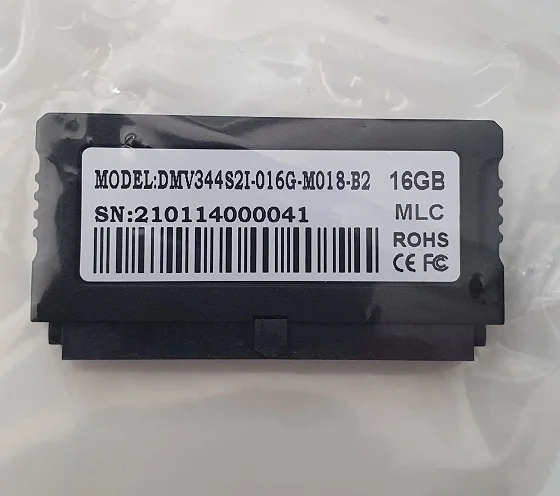 MODEL:DMV344S2I-016G-M018-B2 16GB
SN:210114000041 MLC
ROHS
CE FC